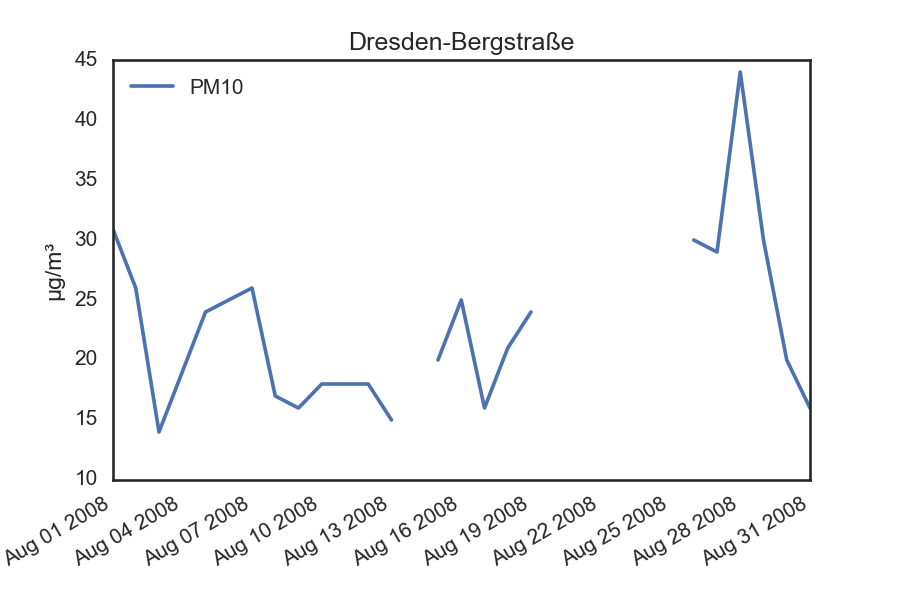 Dresden-Bergstraße
45
PM10
40
35
30
µg/m³
25
20
15
10
Aug 01 2008
Aug 04 2008
Aug 07 2008
Aug 10 2008
Aug 13 2008
Aug 16 2008
Aug 19 2008
Aug 22 2008
Aug 25 2008
Aug 28 2008
Aug 31 2008